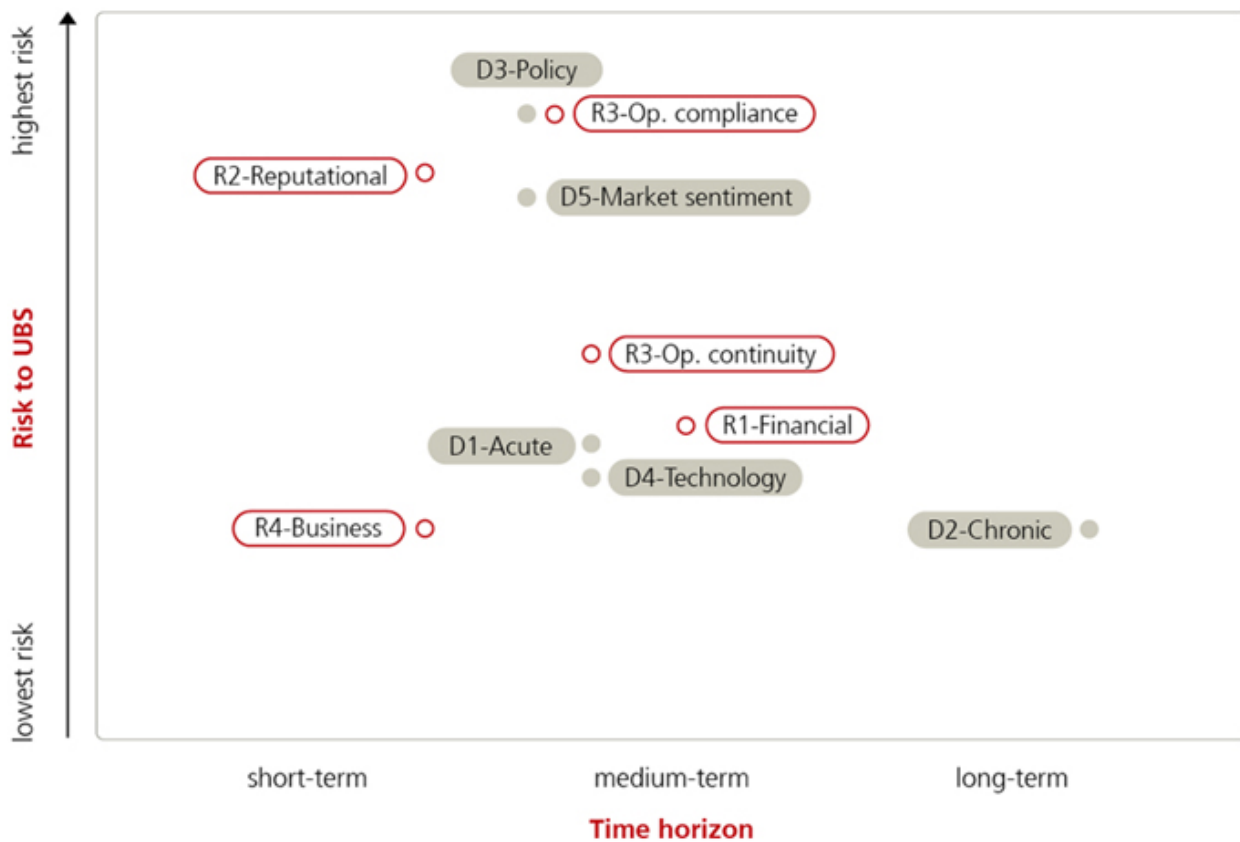 highest risk
D3-Policy
R3-Op. compliance
R2-Reputational
D5-Market sentiment
Risk to UBS
R3-Op. continuity
R1-Financial
D1-Acute
D4-Technology
R4-Business
D2-Chronic
lowest risk
short-term
medium-term
long-term
Time horizon